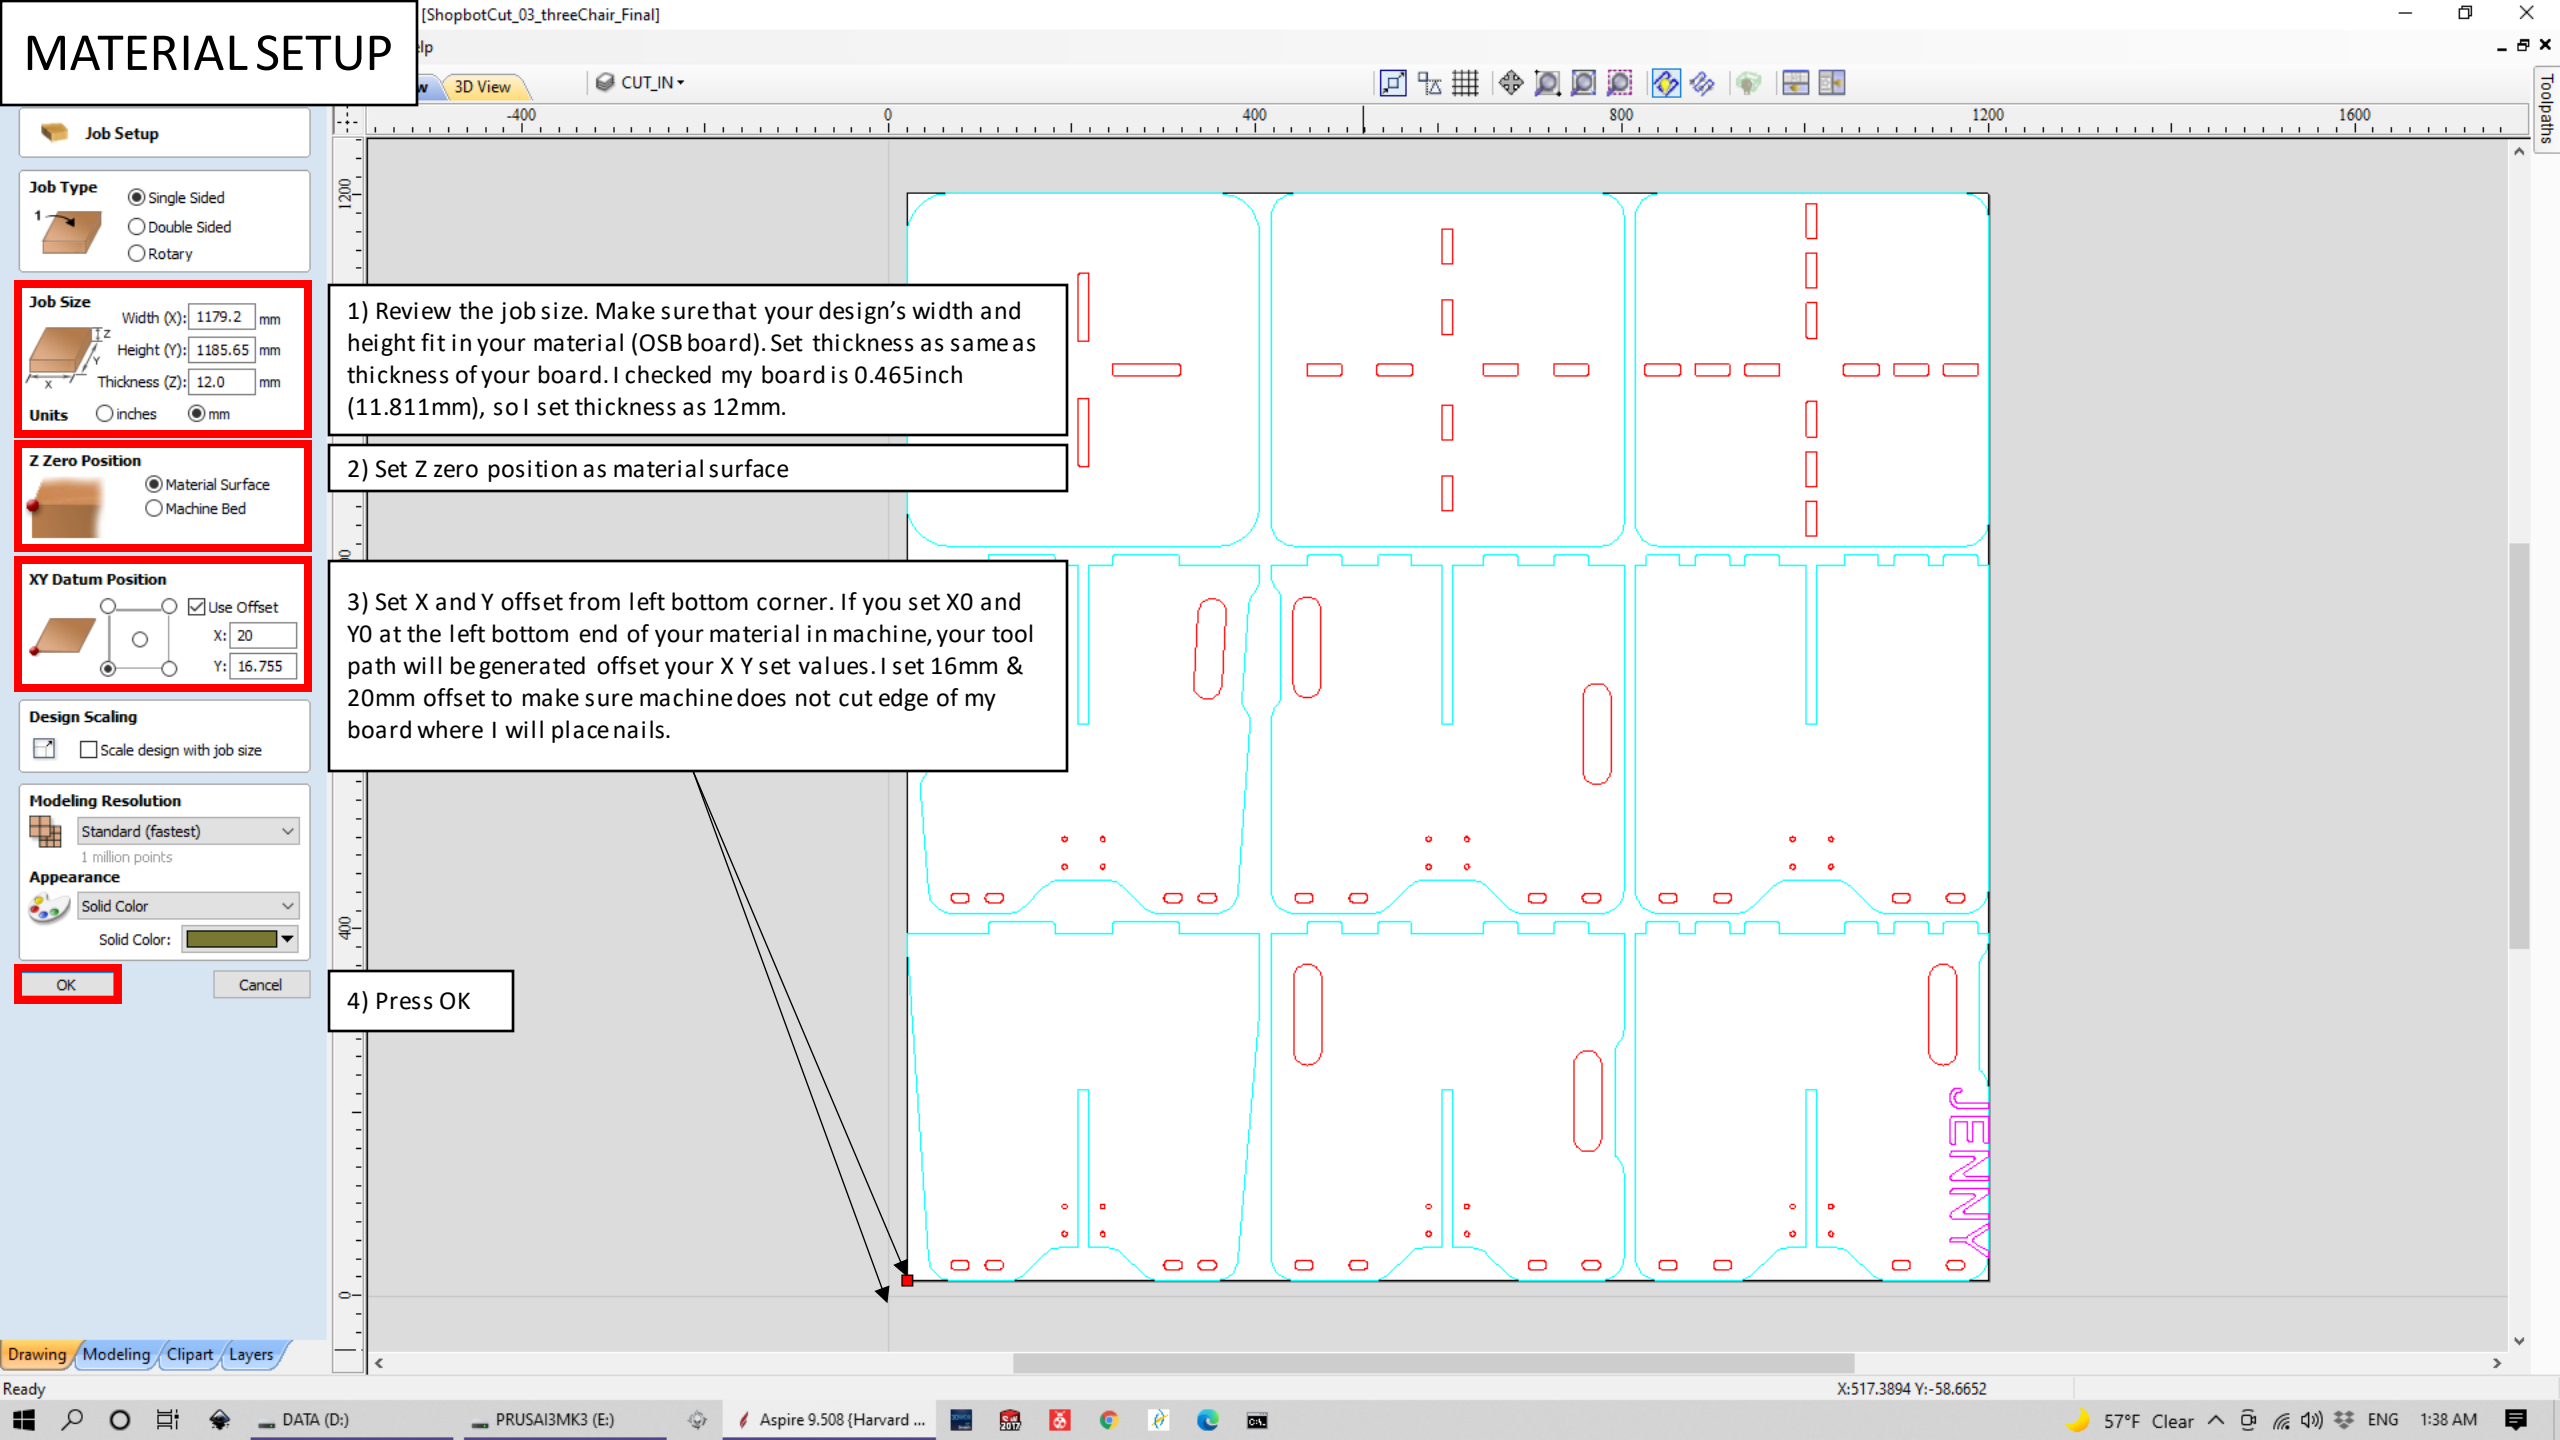 MATERIAL SETUP
[ShopbotCut_03_threeChair_Final]
lp
w
3D View
CUT_IN
Toolpaths
-400
0
400
800
1200
1600
1200
400
0
Job Setup
Job Type
1
Single Sided
Double Sided
Rotary
Job Size
Width (X): 1179.2 mm
Z
Y
Height (Y): 1185.65 mm
X
Thickness (Z): 12.0 mm
Units inches mm
Z Zero Position
Material Surface
Machine Bed
XY Datum Position
Use Offset
X: 20
Y: 16.755
Design Scaling
Scale design with job size
Modeling Resolution
Standard (fastest)
1 million points
Appearance
Solid Color
Solid Color:
OK
Cancel
1) Review the job size. Make sure that your design’s width and
height fit in your material (OSB board). Set thickness as same as
thickness of your board. I checked my board is 0.465inch
(11.811mm), so I set thickness as 12mm.
2) Set Z zero position as material surface
3) Set X and Y offset from left bottom corner. If you set X0 and
Y0 at the left bottom end of your material in machine, your tool
path will be generated offset your X Y set values. I set 16mm &
20mm offset to make sure machine does not cut edge of my
board where I will place nails.
4) Press OK
JENNY
Drawing
Modeling
Clipart
Layers
Ready
X:517.3894 Y:-58.6652
DATA (D:)
PRUSAI3MK3 (E:)
Aspire 9.508 {Harvard ...
2017
57°F Clear
ENG
1:38 AM